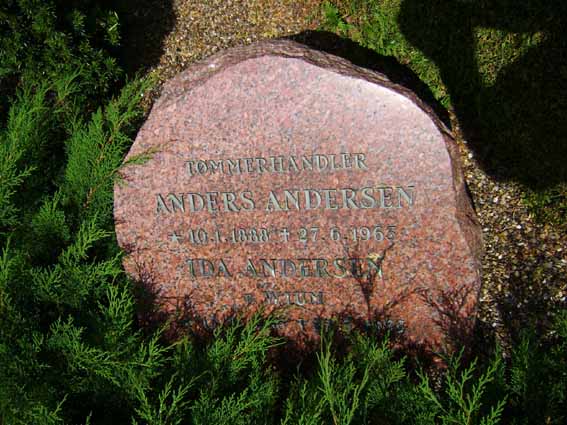 TØMMERHANDLER
ANDERS ANDERSEN
* 10.1.1888 † 27.6.1963
IDA ANDERSEN
F. WIUM